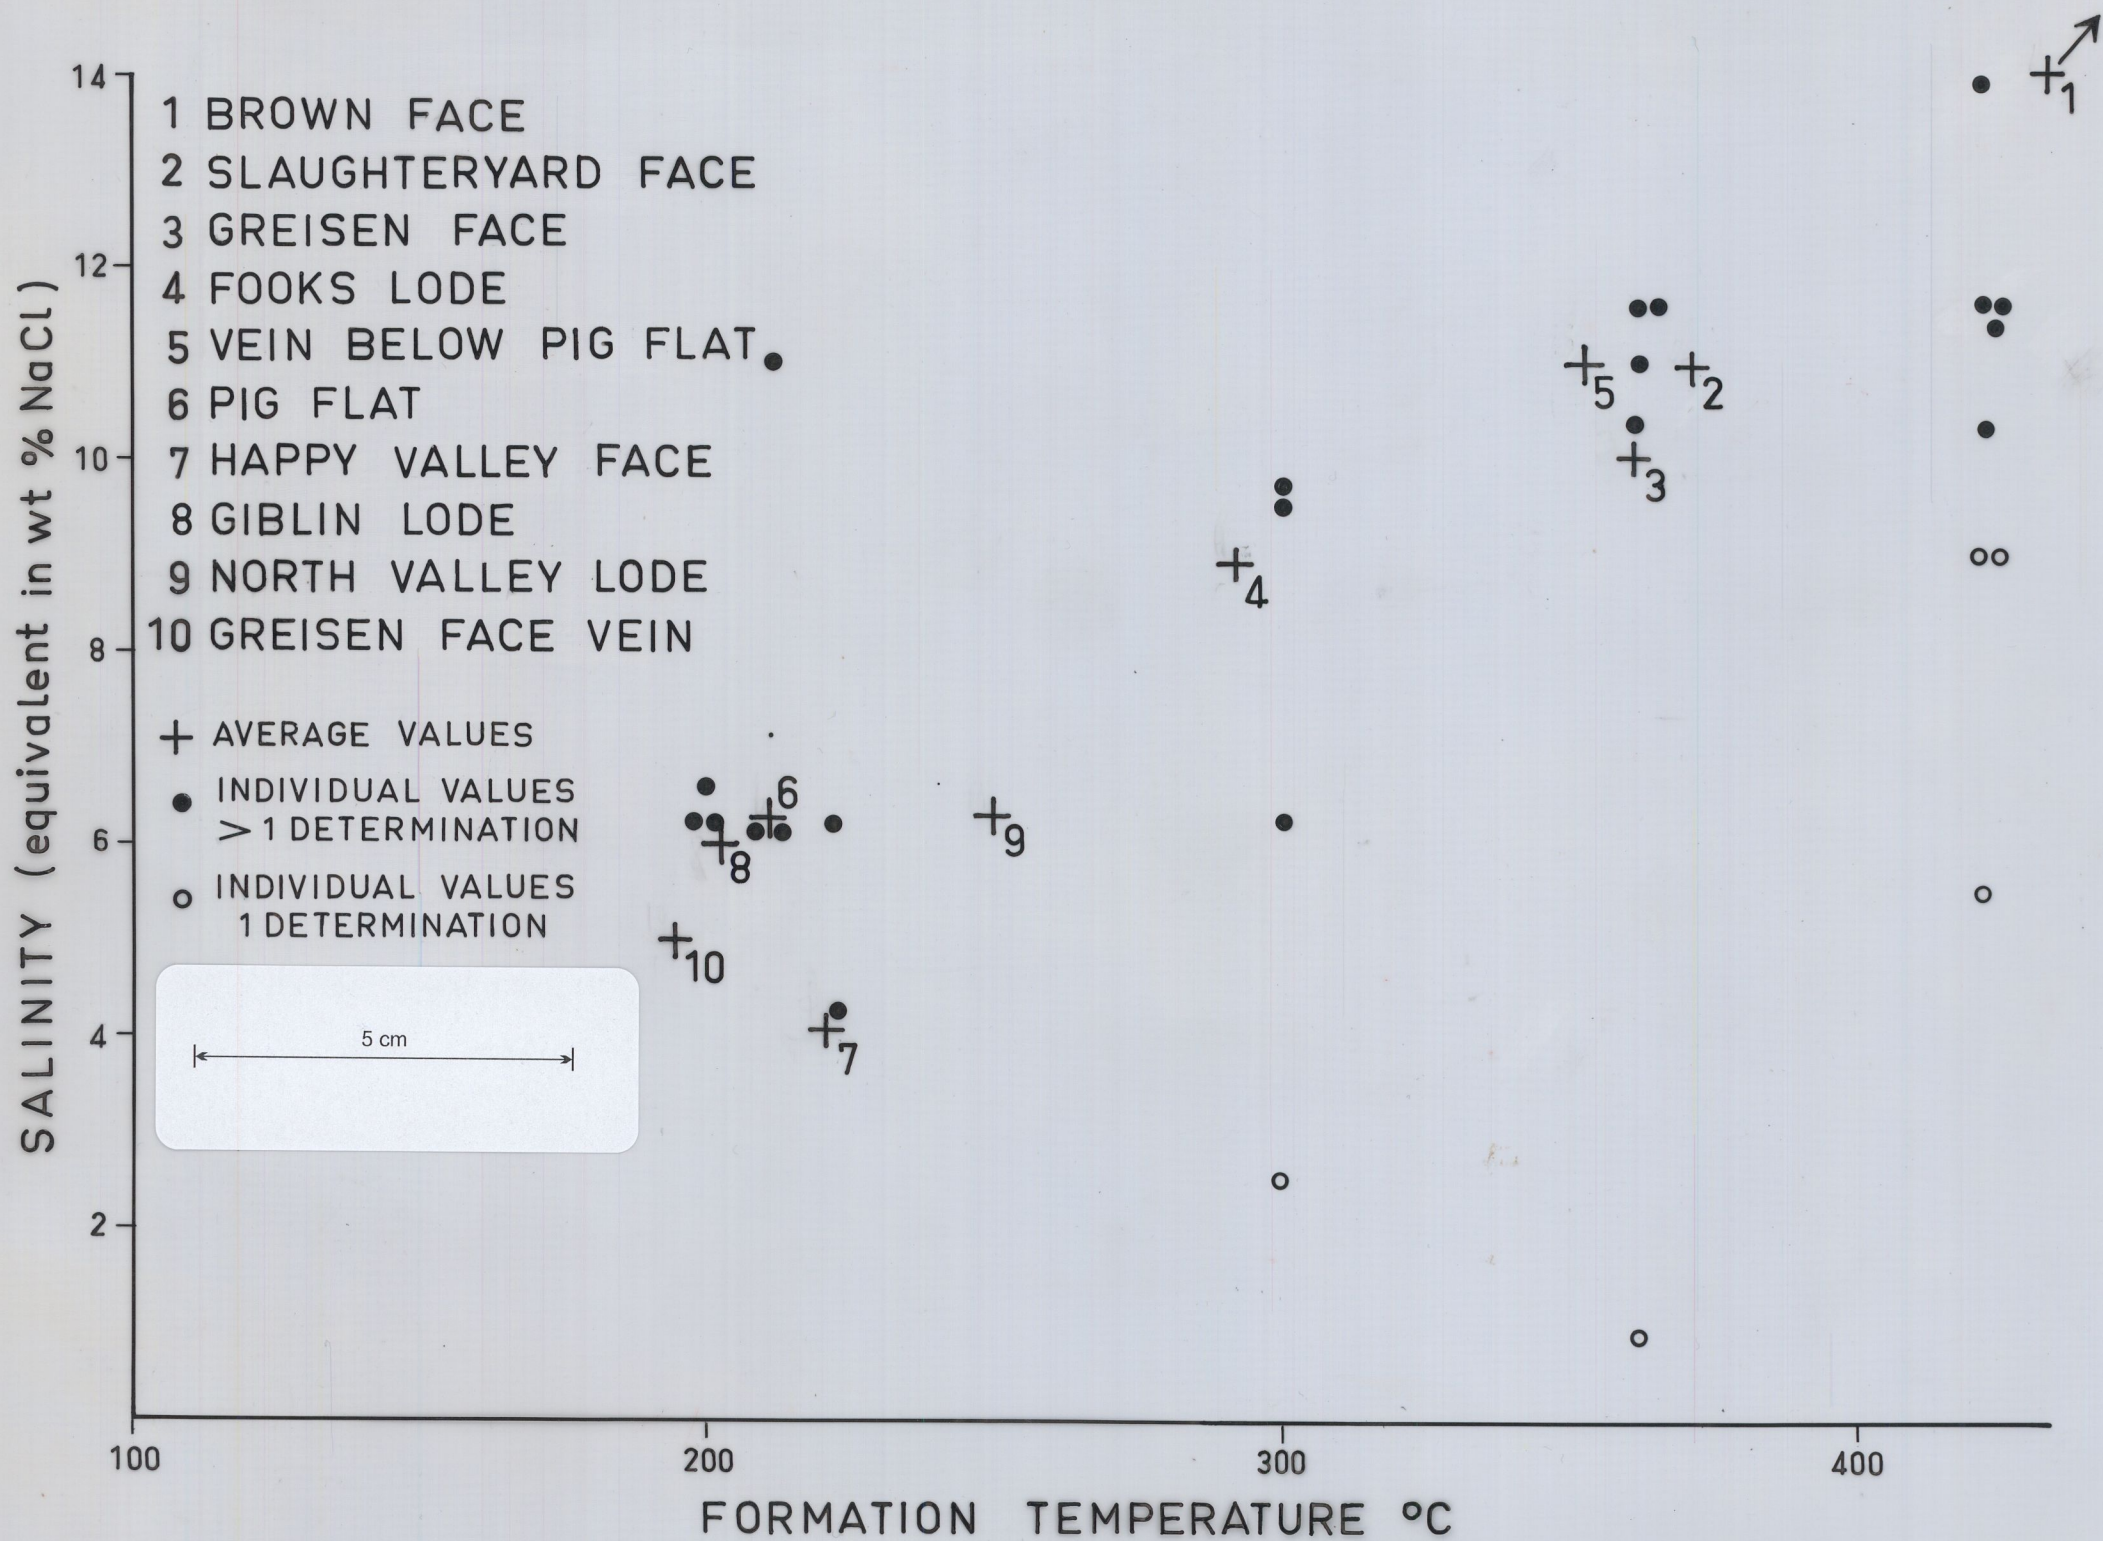 14
12
10
8
6
4
2
SALINITY (equivalent in wt % NaCl)
1 BROWN FACE
2 SLAUGHTERYARD FACE
3 GREISEN FACE
4 FOOKS LODE
5 VEIN BELOW PIG FLAT
6 PIG FLAT
7 HAPPY VALLEY FACE
8 GIBLIN LODE
9 NORTH VALLEY LODE
10 GREISEN FACE VEIN
+ AVERAGE VALUES
● INDIVIDUAL VALUES
> 1 DETERMINATION
○ INDIVIDUAL VALUES
1 DETERMINATION
5 cm
1
5
2
3
4
6
9
8
10
7
100
200
300
400
FORMATION TEMPERATURE °C